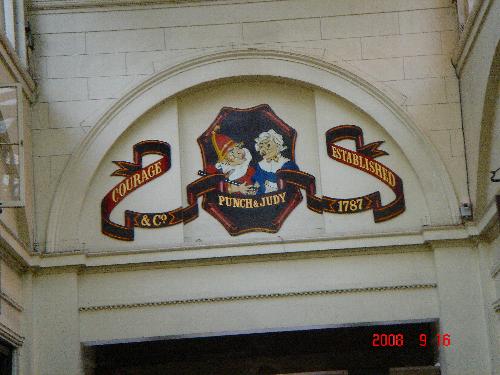 COURAGE
& Co
PUNCH & JUDY
ESTABLISHED
1787
2008 9 16